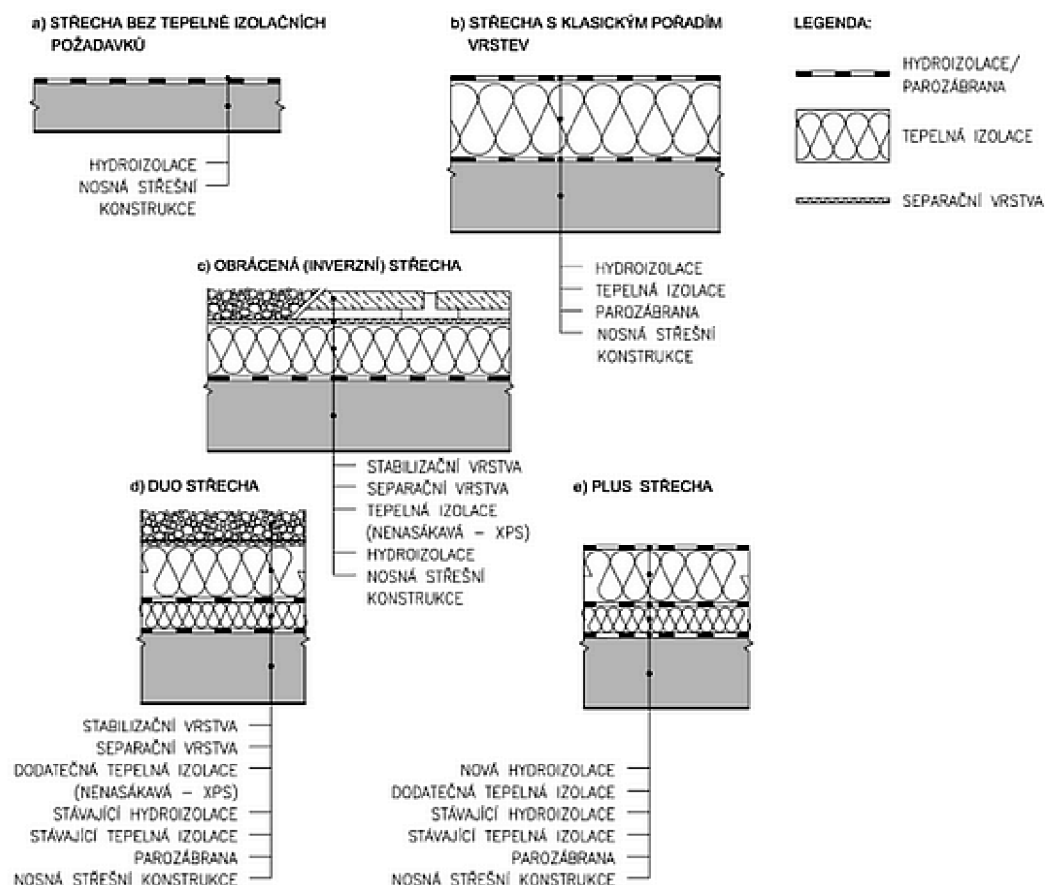 a) STŘECHA BEZ TEPELNĚ IZOLAČNÍCH
POŽADAVKŮ
HYDROIZOLACE
NOSNÁ STŘEŠNÍ
KONSTRUKCE
b) STŘECHA S KLASICKÝM POŘADÍM
VRSTEV
HYDROIZOLACE
TEPELNÁ IZOLACE
PAROZÁBRANA
NOSNÁ STŘEŠNÍ
KONSTRUKCE
LEGENDA:
HYDROIZOLACE/
PAROZÁBRANA
TEPELNÁ IZOLACE
SEPARAČNÍ VRSTVA
c) OBRÁCENÁ (INVERZNÍ) STŘECHA
STABILIZAČNÍ VRSTVA
SEPARAČNÍ VRSTVA
TEPELNÁ IZOLACE
(NENASÁKAVÁ – XPS)
HYDROIZOLACE
NOSNÁ STŘEŠNÍ
KONSTRUKCE
d) DUO STŘECHA
STABILIZAČNÍ VRSTVA
SEPARAČNÍ VRSTVA
DODATEČNÁ TEPELNÁ IZOLACE
(NENASÁKAVÁ – XPS)
STÁVAJÍCÍ HYDROIZOLACE
STÁVAJÍCÍ TEPELNÁ IZOLACE
PAROZÁBRANA
NOSNÁ STŘEŠNÍ KONSTRUKCE
e) PLUS STŘECHA
NOVÁ HYDROIZOLACE
DODATEČNÁ TEPELNÁ IZOLACE
STÁVAJÍCÍ HYDROIZOLACE
STÁVAJÍCÍ TEPELNÁ IZOLACE
PAROZÁBRANA
NOSNÁ STŘEŠNÍ KONSTRUKCE